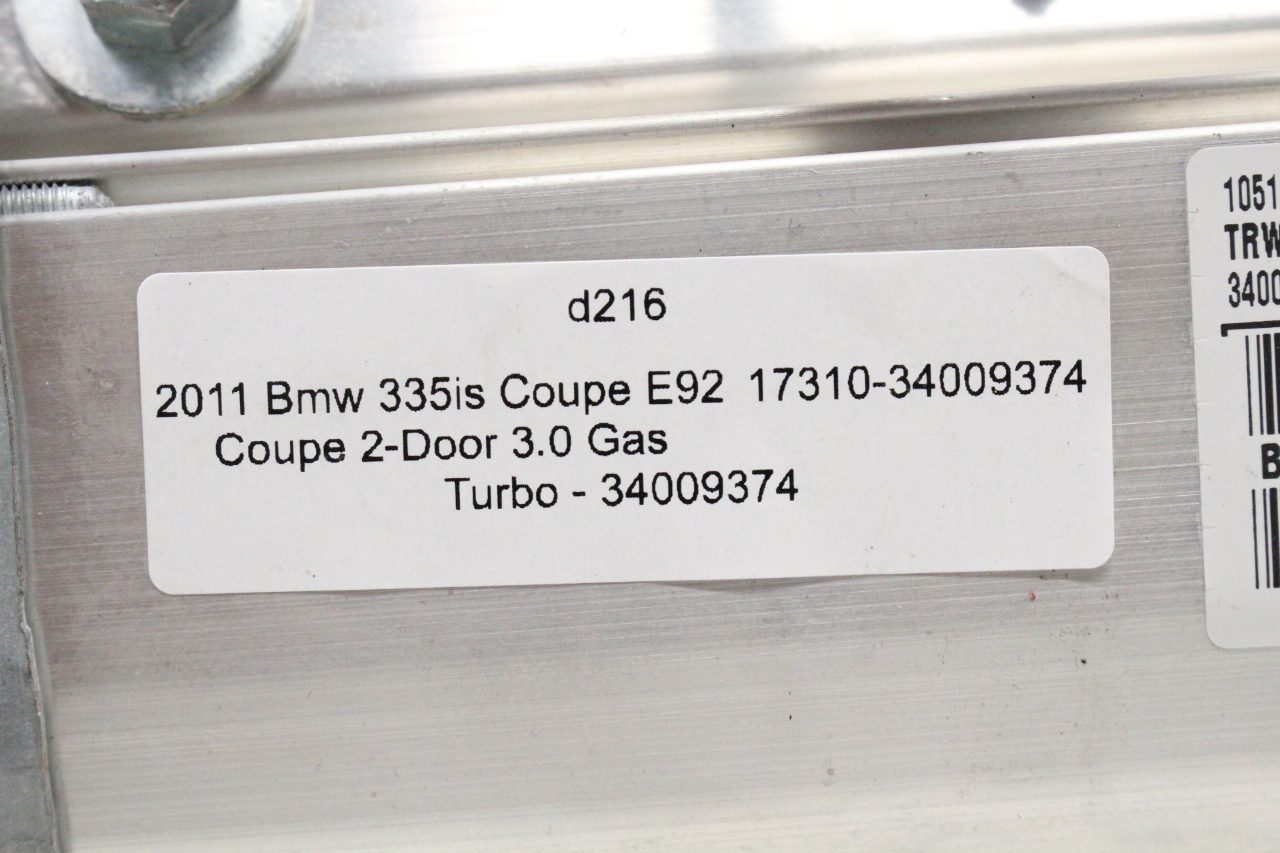 d216
2011 Bmw 335is Coupe E92 17310-34009374
Coupe 2-Door 3.0 Gas
Turbo - 34009374
1051
TRW
3400
B